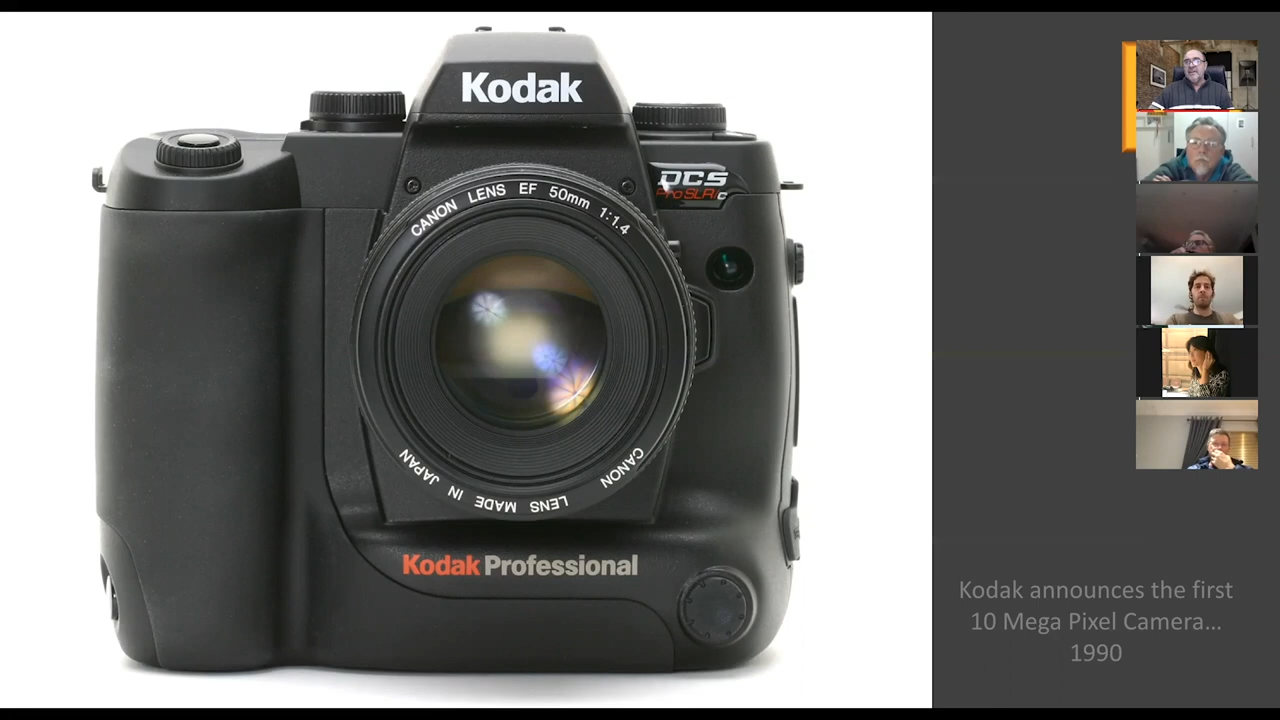 Kodak
DCS
Pro SLR/c
CANON LENS EF 50mm 1:1.4
CANON LENS MADE IN JAPAN
Kodak Professional
Kodak announces the first
10 Mega Pixel Camera...
1990